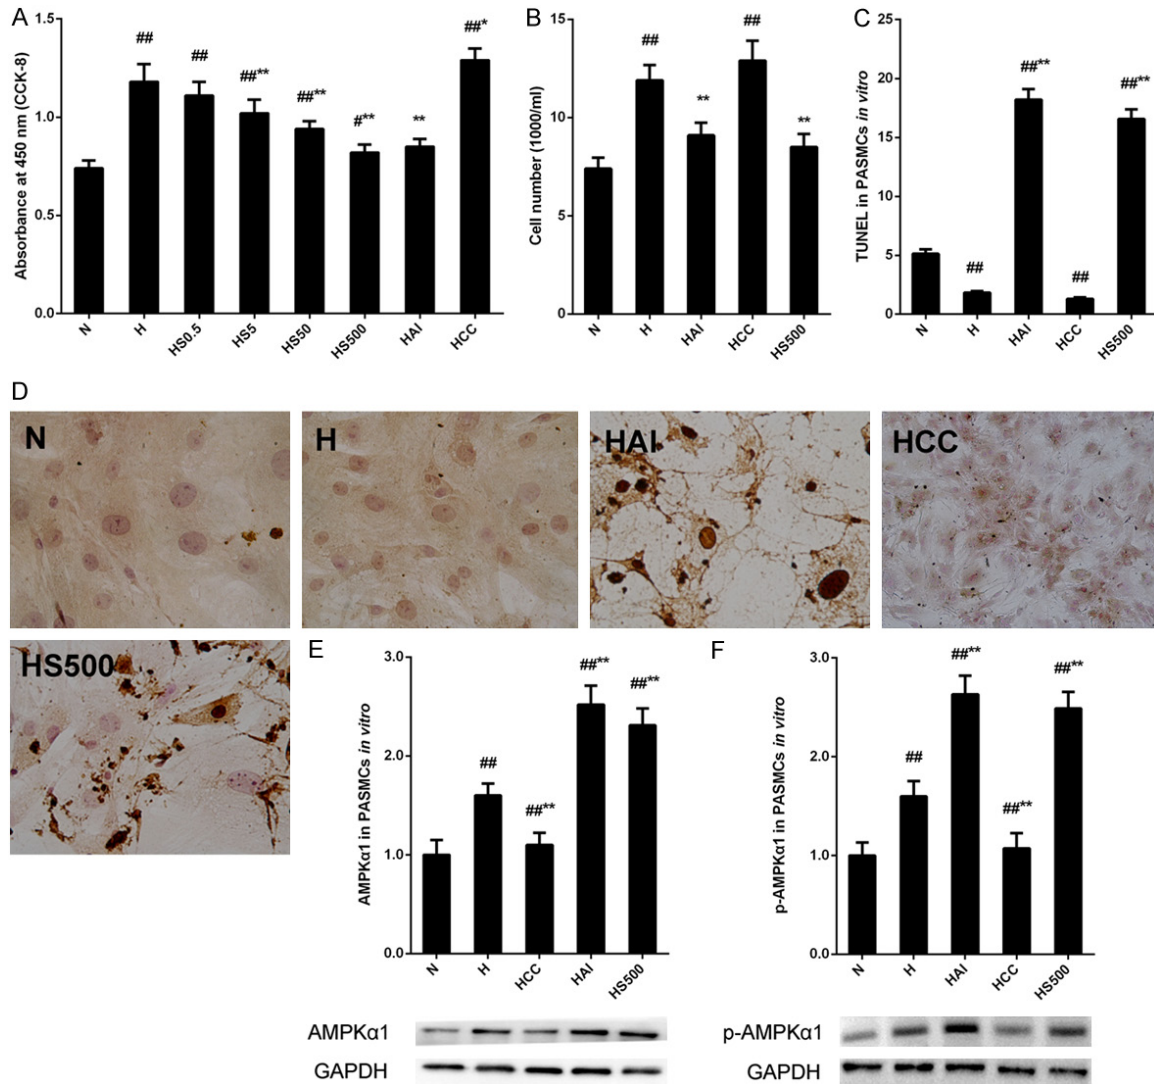 A
Absorbance at 450 nm (CCK-8)
1.5
1.0
0.5
0.0
##
##
##**
##**
#**
**
##*
N
H
HS0.5
HS5
HS50
HS500
HAI
HCC
B
Cell number (1000/ml)
15
10
5
0
##
**
##
**
N
H
HAI
HCC
HS500
C
TUNEL in PASMCs in vitro
25
20
15
10
5
0
##
##**
##
##**
N
H
HAI
HCC
HS500
D
N
H
HAI
HCC
HS500
E
AMPKα1 in PASMCs in vitro
3.0
2.0
1.0
0.0
##
##**
##**
##**
N
H
HCC
HAI
HS500
AMPKα1
GAPDH
F
p-AMPKα1 in PASMCs in vitro
3.0
2.0
1.0
0.0
##
##**
##**
##**
N
H
HAI
HCC
HS500
p-AMPKα1
GAPDH